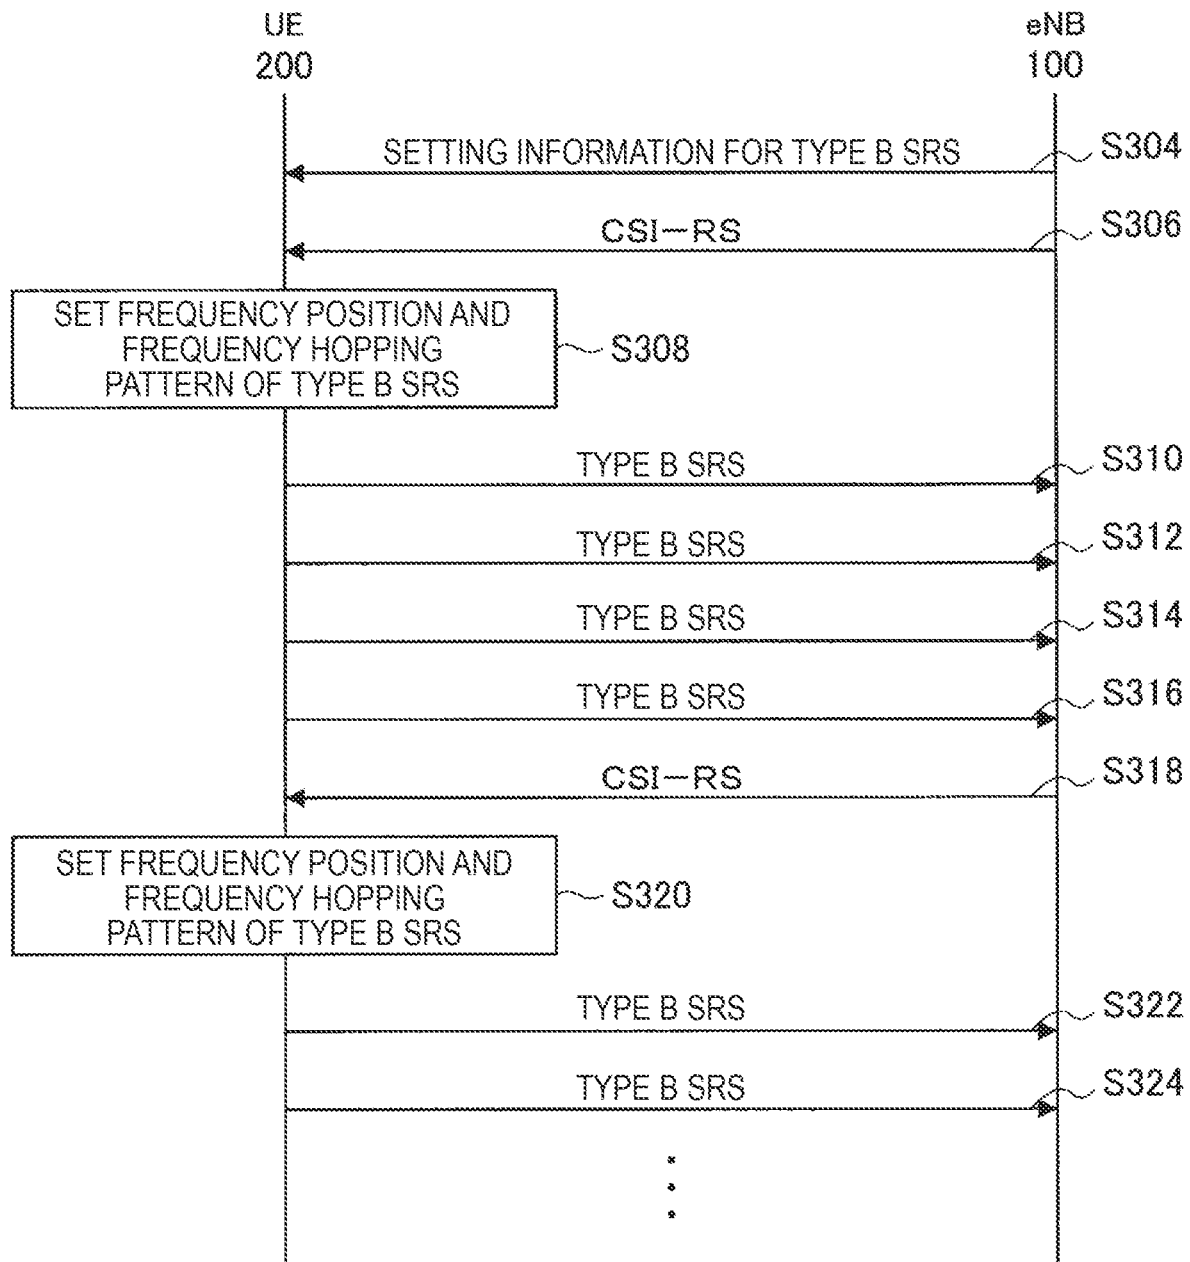 UE
200
eNB
100
SETTING INFORMATION FOR TYPE B SRS
S304
CSI-RS
S306
SET FREQUENCY POSITION AND
FREQUENCY HOPPING
PATTERN OF TYPE B SRS
S308
TYPE B SRS
S310
TYPE B SRS
S312
TYPE B SRS
S314
TYPE B SRS
S316
CSI-RS
S318
SET FREQUENCY POSITION AND
FREQUENCY HOPPING
PATTERN OF TYPE B SRS
S320
TYPE B SRS
S322
TYPE B SRS
S324